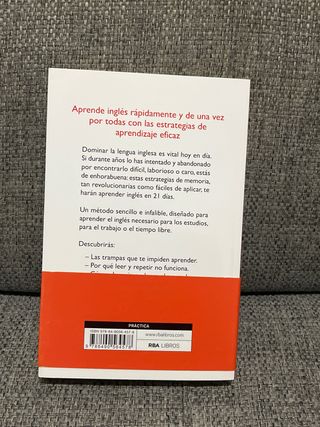 Aprende inglés rápidamente y de una vez
por todas con las estrategias de
aprendizaje eficaz
Dominar la lengua inglesa es vital hoy en día.
Si durante años lo has intentado y abandonado
por encontrarlo difícil, laborioso o caro, estás
de enhorabuena: estas estrategias de memoria,
tan revolucionarias como fáciles de aplicar, te
harán aprender inglés en 21 días.
Un método sencillo e infalible, diseñado para
aprender el inglés necesario para los estudios,
para el trabajo o el tiempo libre.
Descubrirás:
– Las trampas que te impiden aprender.
– Por qué leer y repetir no funciona.
PRÁCTICA
www.rbalibros.com
RBA LIBROS